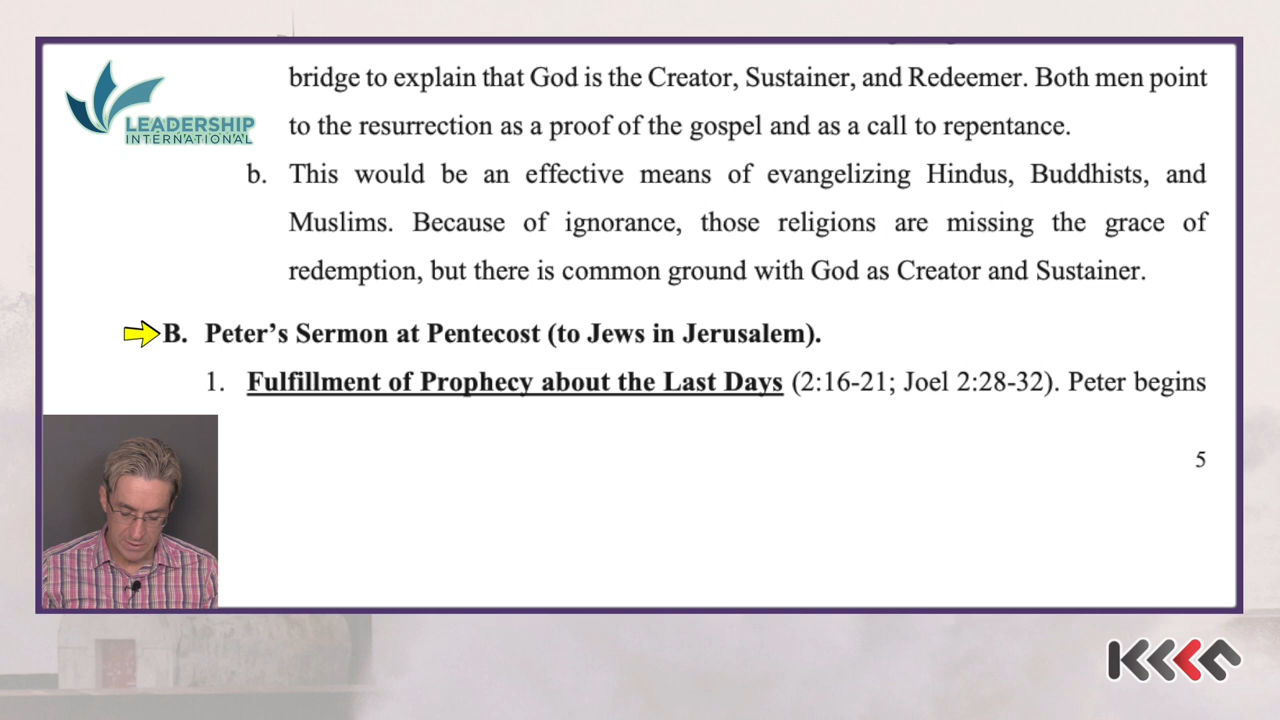 bridge to explain that God is the Creator, Sustainer, and Redeemer. Both men point
to the resurrection as a proof of the gospel and as a call to repentance.
LEADERSHIP
INTERNATIONAL
b. This would be an effective means of evangelizing Hindus, Buddhists, and
Muslims. Because of ignorance, those religions are missing the grace of
redemption, but there is common ground with God as Creator and Sustainer.
B. Peter’s Sermon at Pentecost (to Jews in Jerusalem).
1. Fulfillment of Prophecy about the Last Days (2:16-21; Joel 2:28-32). Peter begins
5